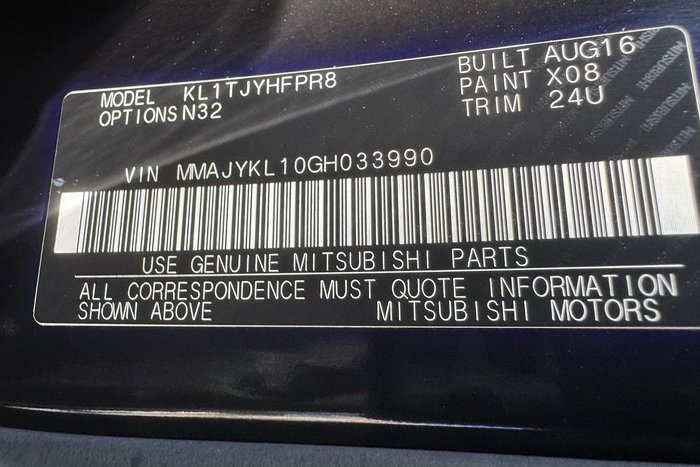 MODEL KL1TJYHFPR8 BUILT AUG16
OPTIONS N32 PAINT X08
TRIM 24U
VIN MMAJYKL10GH033990
USE GENUINE MITSUBISHI PARTS
ALL CORRESPONDENCE MUST QUOTE INFORMATION
SHOWN ABOVE MITSUBISHI MOTORS